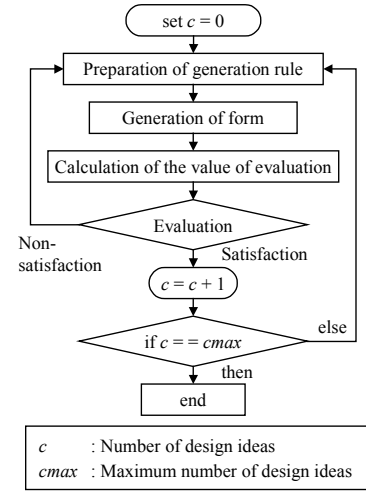 set c = 0
Preparation of generation rule
Generation of form
Calculation of the value of evaluation
Evaluation
Non-
satisfaction
Satisfaction
c = c + 1
if c = = cmax
else
then
end
c : Number of design ideas
cmax : Maximum number of design ideas